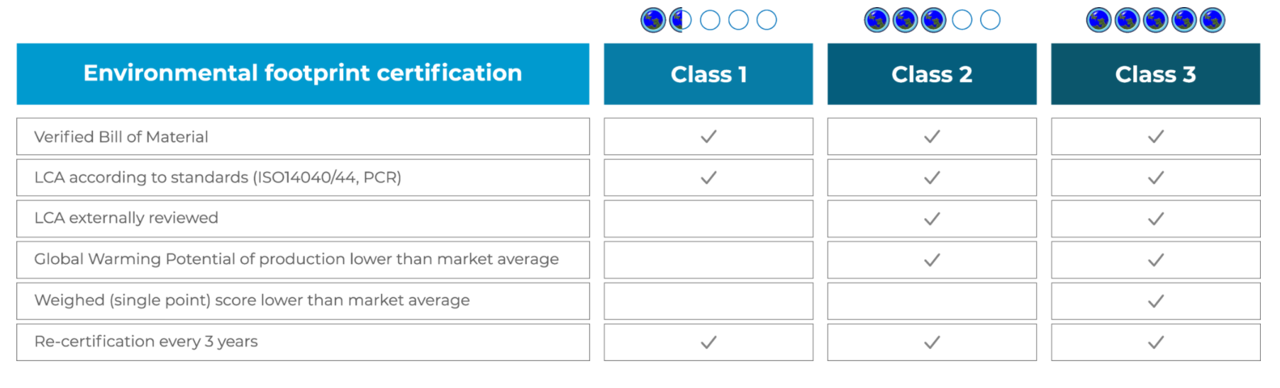 Environmental footprint certification Class 1 Class 2 Class 3
Verified Bill of Material ✓ ✓ ✓
LCA according to standards (ISO14040/44, PCR) ✓ ✓ ✓
LCA externally reviewed ✓ ✓
Global Warming Potential of production lower than market average ✓ ✓
Weighed (single point) score lower than market average ✓
Re-certification every 3 years ✓ ✓ ✓